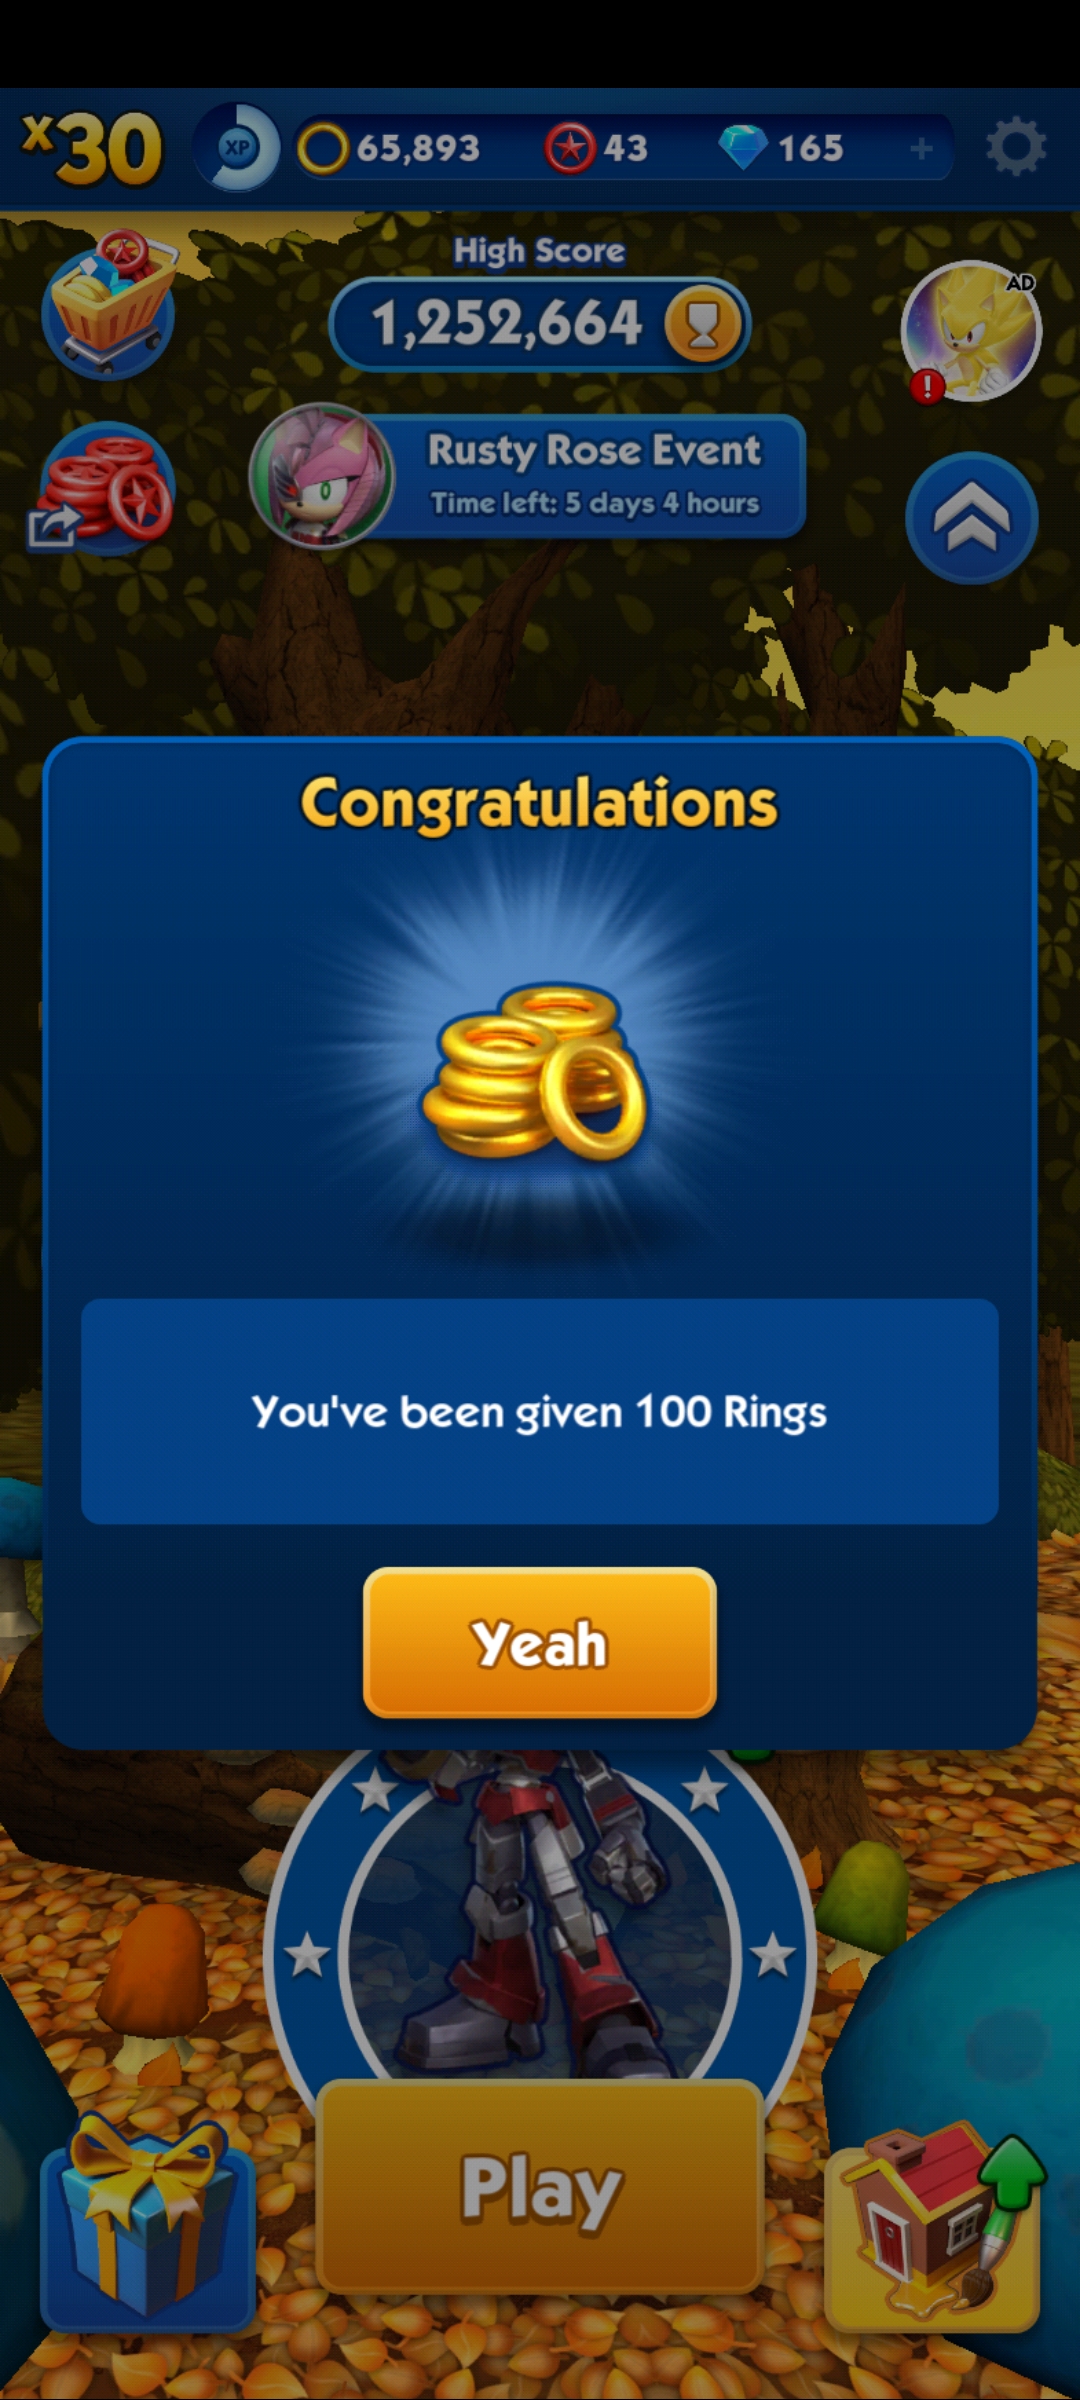 x30
XP
65,893
43
165
+
High Score
1,252,664
AD
!
Rusty Rose Event
Time left: 5 days 4 hours
Congratulations
You've been given 100 Rings
Yeah
Play